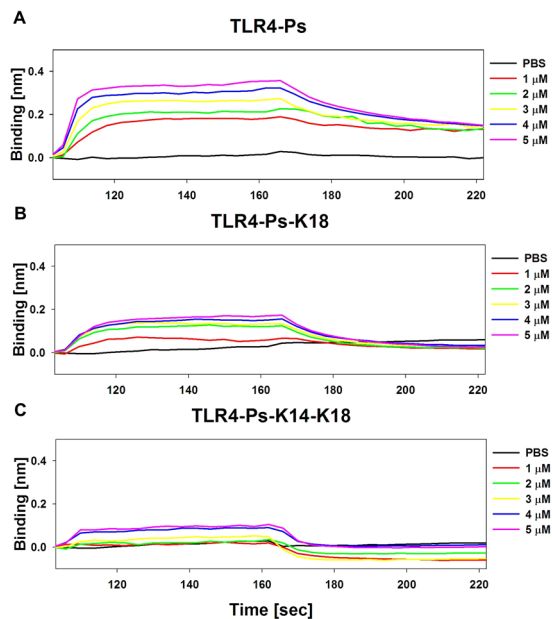 A
TLR4-Ps
Binding [nm]
0.4
0.2
0.0
120 140 160 180 200 220
PBS
1 μM
2 μM
3 μM
4 μM
5 μM
B
TLR4-Ps-K18
Binding [nm]
0.4
0.2
0.0
120 140 160 180 200 220
PBS
1 μM
2 μM
3 μM
4 μM
5 μM
C
TLR4-Ps-K14-K18
Binding [nm]
0.4
0.2
0.0
120 140 160 180 200 220
PBS
1 μM
2 μM
3 μM
4 μM
5 μM
Time [sec]